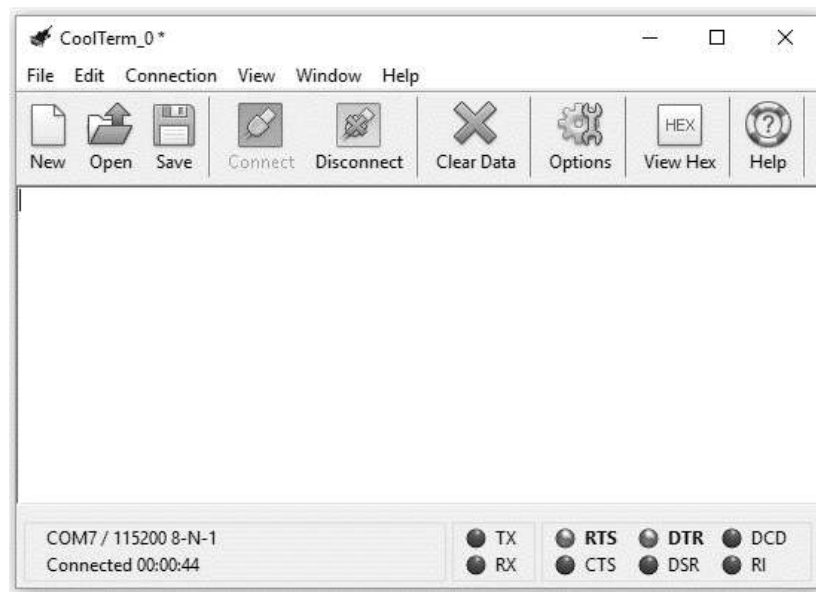 CoolTerm_0 *
File Edit Connection View Window Help
HEX ?
New Open Save Connect Disconnect Clear Data Options View Hex Help
COM7 / 115200 8-N-1
Connected 00:00:44
TX RTS DTR DCD
RX CTS DSR RI